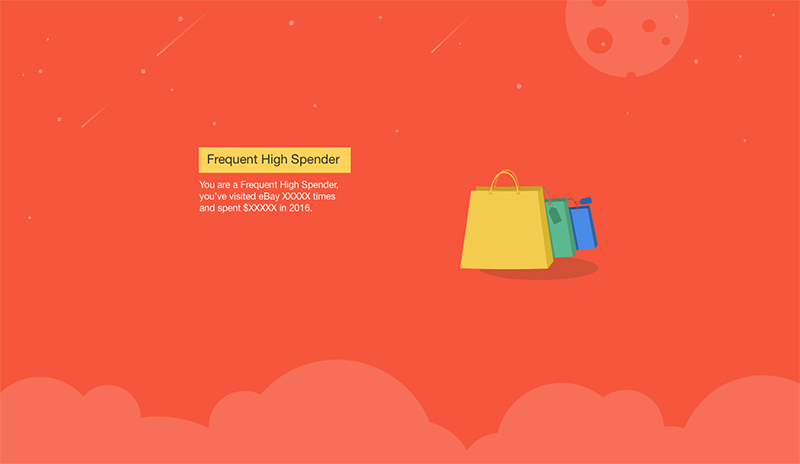 Frequent High Spender
You are a Frequent High Spender,
you've visited eBay XXXXX times
and spent $XXXXX in 2016.